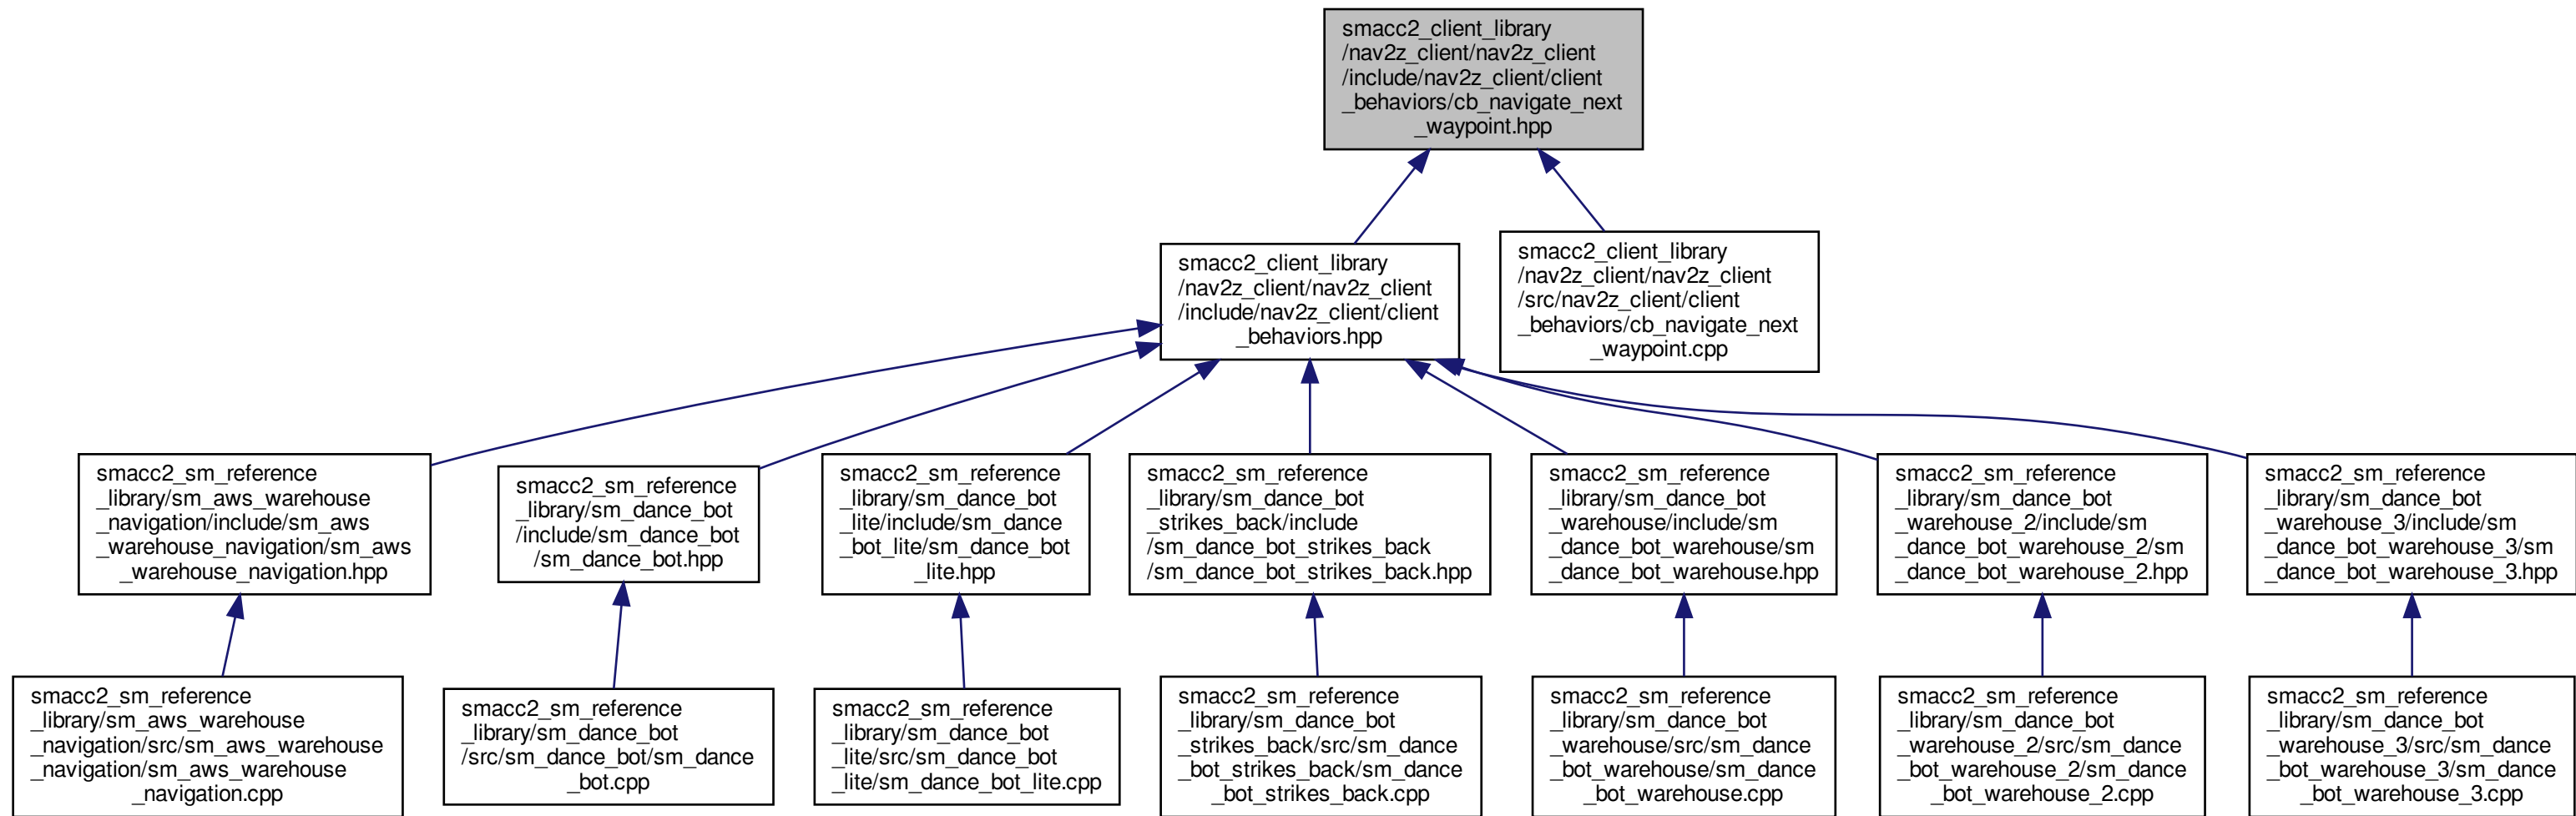 smacc2_client_library
/nav2z_client/nav2z_client
/include/nav2z_client/client
_behaviors/cb_navigate_next
_waypoint.hpp
smacc2_client_library
/nav2z_client/nav2z_client
/include/nav2z_client/client
_behaviors.hpp
smacc2_client_library
/nav2z_client/nav2z_client
/src/nav2z_client/client
_behaviors/cb_navigate_next
_waypoint.cpp
smacc2_sm_reference
_library/sm_aws_warehouse
_navigation/include/sm_aws
_warehouse_navigation/sm_aws
_warehouse_navigation.hpp
smacc2_sm_reference
_library/sm_dance_bot
/include/sm_dance_bot
/sm_dance_bot.hpp
smacc2_sm_reference
_library/sm_dance_bot
_lite/include/sm_dance
_bot_lite/sm_dance_bot
_lite.hpp
smacc2_sm_reference
_library/sm_dance_bot
_strikes_back/include
/sm_dance_bot_strikes_back
/sm_dance_bot_strikes_back.hpp
smacc2_sm_reference
_library/sm_dance_bot
_warehouse/include/sm
_dance_bot_warehouse/sm
_dance_bot_warehouse.hpp
smacc2_sm_reference
_library/sm_dance_bot
_warehouse_2/include/sm
_dance_bot_warehouse_2/sm
_dance_bot_warehouse_2.hpp
smacc2_sm_reference
_library/sm_dance_bot
_warehouse_3/include/sm
_dance_bot_warehouse_3/sm
_dance_bot_warehouse_3.hpp
smacc2_sm_reference
_library/sm_aws_warehouse
_navigation/src/sm_aws_warehouse
_navigation/sm_aws_warehouse
_navigation.cpp
smacc2_sm_reference
_library/sm_dance_bot
/src/sm_dance_bot/sm_dance
_bot.cpp
smacc2_sm_reference
_library/sm_dance_bot
_lite/src/sm_dance_bot
_lite/sm_dance_bot_lite.cpp
smacc2_sm_reference
_library/sm_dance_bot
_strikes_back/src/sm_dance
_bot_strikes_back/sm_dance
_bot_strikes_back.cpp
smacc2_sm_reference
_library/sm_dance_bot
_warehouse/src/sm_dance
_bot_warehouse/sm_dance
_bot_warehouse.cpp
smacc2_sm_reference
_library/sm_dance_bot
_warehouse_2/src/sm_dance
_bot_warehouse_2/sm_dance
_bot_warehouse_2.cpp
smacc2_sm_reference
_library/sm_dance_bot
_warehouse_3/src/sm_dance
_bot_warehouse_3/sm_dance
_bot_warehouse_3.cpp